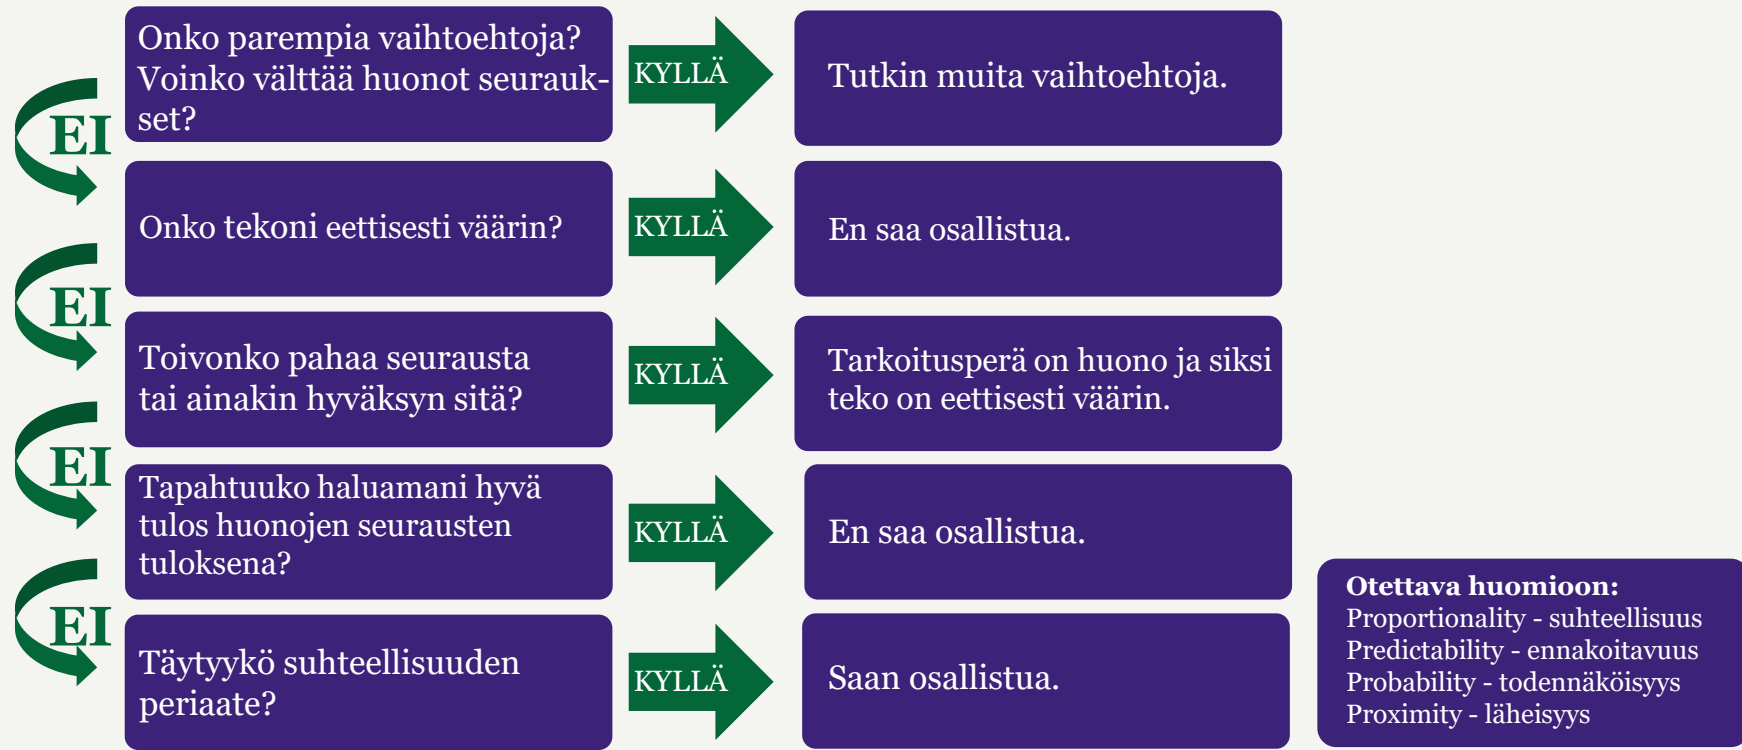 Onko parempia vaihtoehtoja?
Voinko välttää huonot seurauk-
set?
KYLLÄ
Tutkin muita vaihtoehtoja.
EI
Onko tekoni eettisesti väärin?
KYLLÄ
En saa osallistua.
EI
Toivonko pahaa seurausta
tai ainakin hyväksyn sitä?
KYLLÄ
Tarkoitusperä on huono ja siksi
teko on eettisesti väärin.
EI
Tapahtuuko haluamani hyvä
tulos huonojen seurausten
tuloksena?
KYLLÄ
En saa osallistua.
EI
Täytyykö suhteellisuuden
periaate?
KYLLÄ
Saan osallistua.
Otettava huomioon:
Proportionality - suhteellisuus
Predictability - ennakoitavuus
Probability - todennäköisyys
Proximity - läheisyys